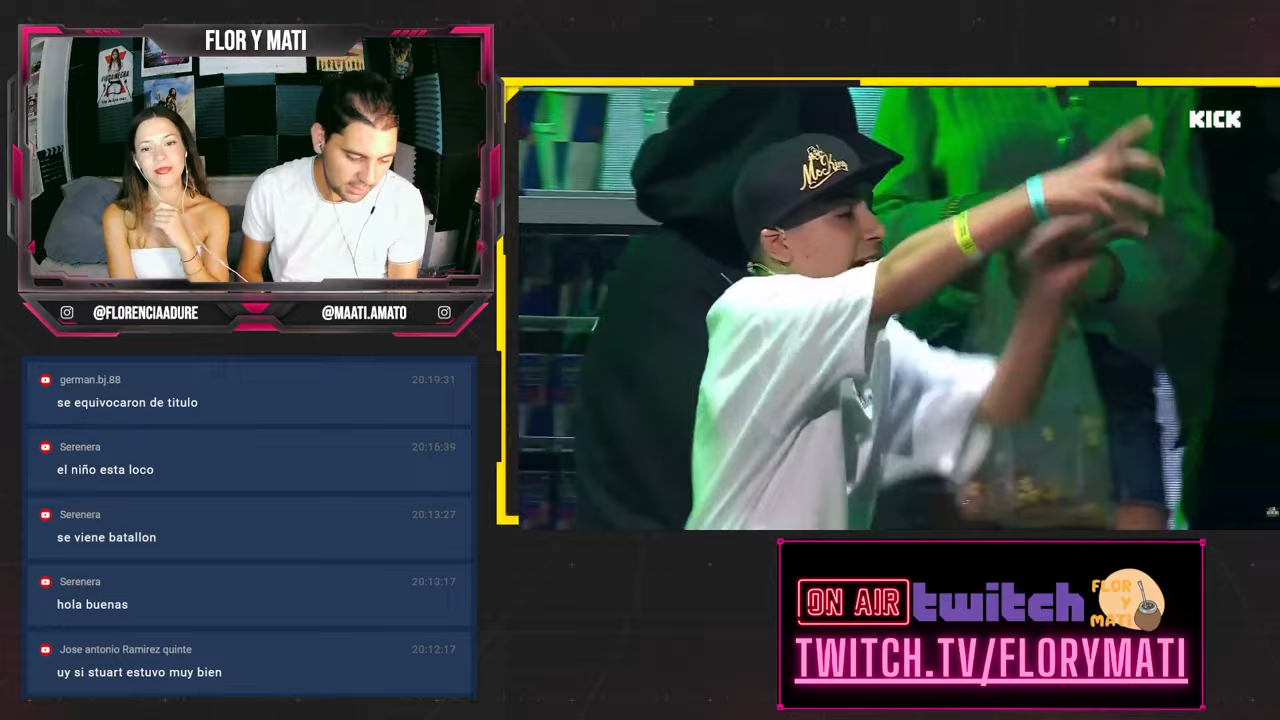 FLOR Y MATI
@FLORENCIAADURE
@MAATI.AMATO
german.bj.88
20:19:31
se equivocaron de titulo
Serenera
20:16:39
el niño esta loco
Serenera
20:13:27
se viene batallon
Serenera
20:13:17
hola buenas
Jose antonio Ramirez quinte
20:12:17
uy si stuart estuvo muy bien
KICK
ON AIR
twitch
FLOR
Y
MATI
TWITCH.TV/FLORYMATI